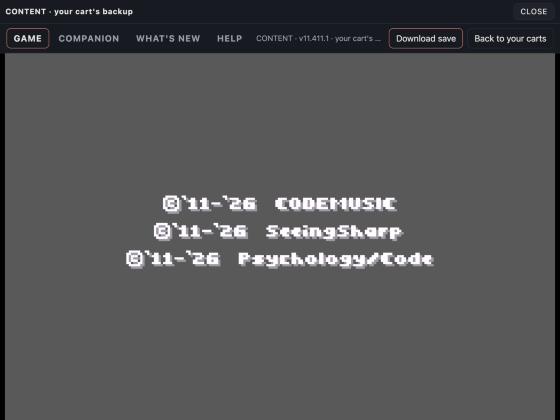 CONTENT · your cart's backup
CLOSE
GAME COMPANION WHAT'S NEW HELP CONTENT · v11.411.1 · your cart's ... Download save Back to your carts
©'11-'26 CODEMUSIC
©'11-'26 SeeingSharp
©'11-'26 Psychology/Code